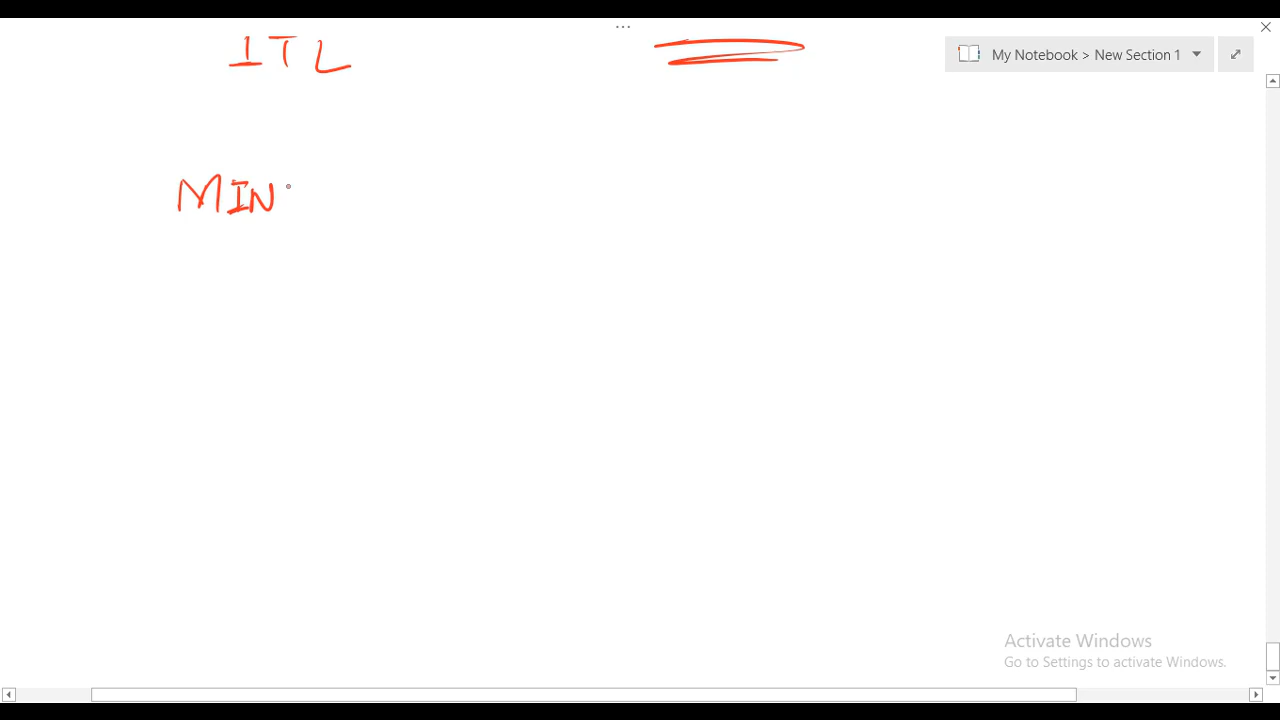 ITL
My Notebook > New Section 1
MIN
Activate Windows
Go to Settings to activate Windows.